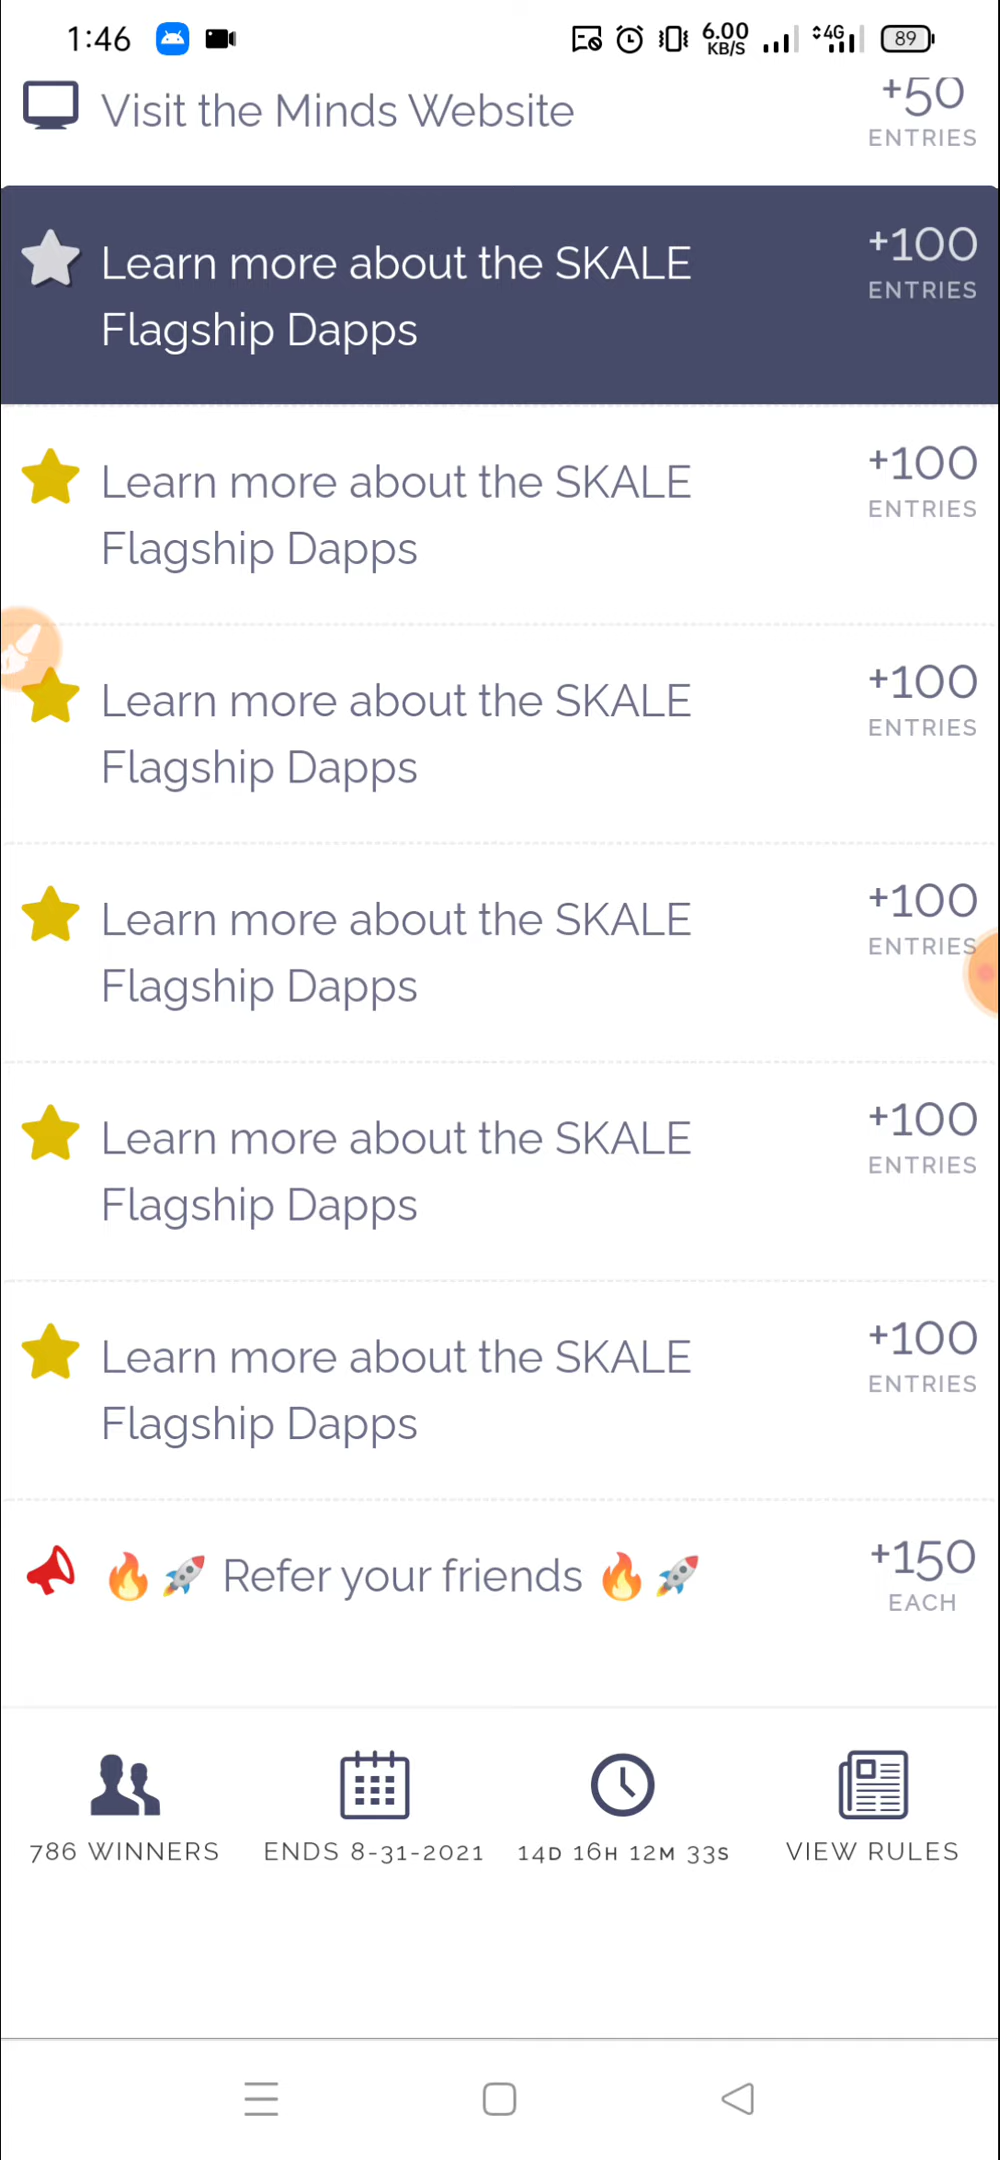 1:46 6.00 KB/S 4G 89
Visit the Minds Website +50 ENTRIES
Learn more about the SKALE +100
Flagship Dapps ENTRIES
Learn more about the SKALE +100
Flagship Dapps ENTRIES
Learn more about the SKALE +100
Flagship Dapps ENTRIES
Learn more about the SKALE +100
Flagship Dapps ENTRIES
Learn more about the SKALE +100
Flagship Dapps ENTRIES
Learn more about the SKALE +100
Flagship Dapps ENTRIES
🔥 🚀 Refer your friends 🔥 🚀 +150
EACH
786 WINNERS ENDS 8-31-2021 14D 16H 12M 33S VIEW RULES